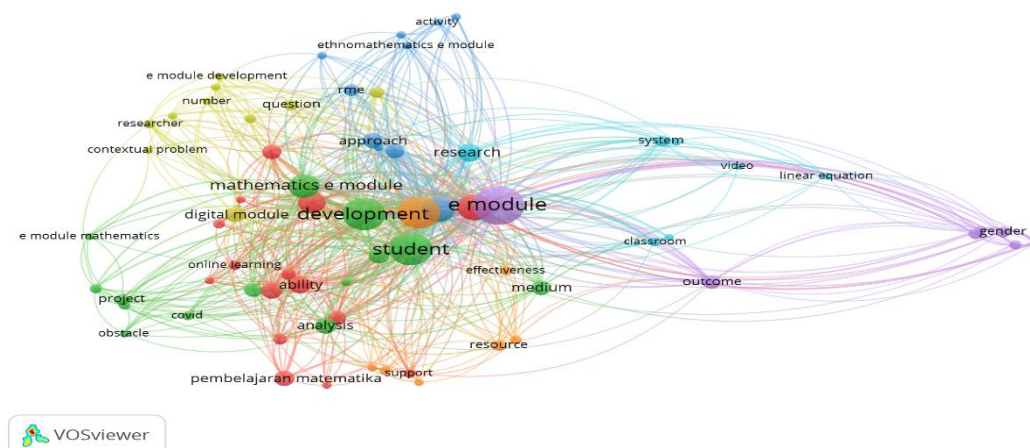 activity
ethnomathematics e module
e module development
number
question
rme
researcher
contextual problem
approach
research
system
video
linear equation
mathematics e module
digital module
development
e module
gender
e module mathematics
student
classroom
online learning
effectiveness
ability
medium
outcome
project
covid
obstacle
analysis
resource
support
pembelajaran matematika
VOSviewer